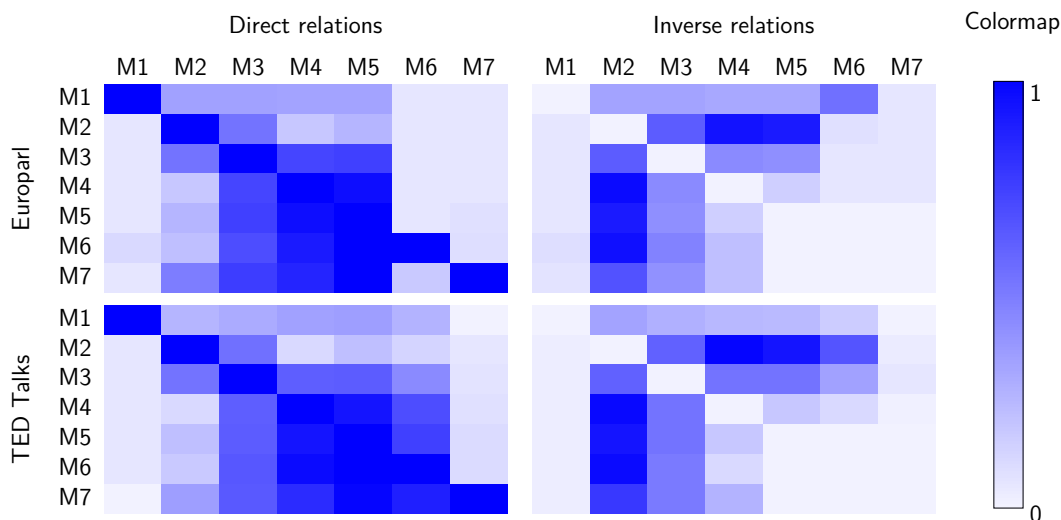 Direct relations
Inverse relations
Colormap
M1 M2 M3 M4 M5 M6 M7
M1 M2 M3 M4 M5 M6 M7
Europarl
M1
M2
M3
M4
M5
M6
M7
TED Talks
M1
M2
M3
M4
M5
M6
M7
1
0